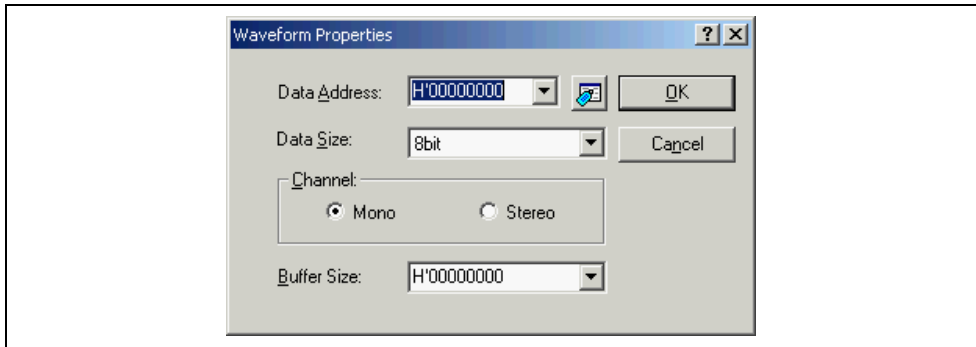 Waveform Properties
Data Address: H'00000000 OK
Data Size: 8bit Cancel
Channel:
Mono Stereo
Buffer Size: H'00000000